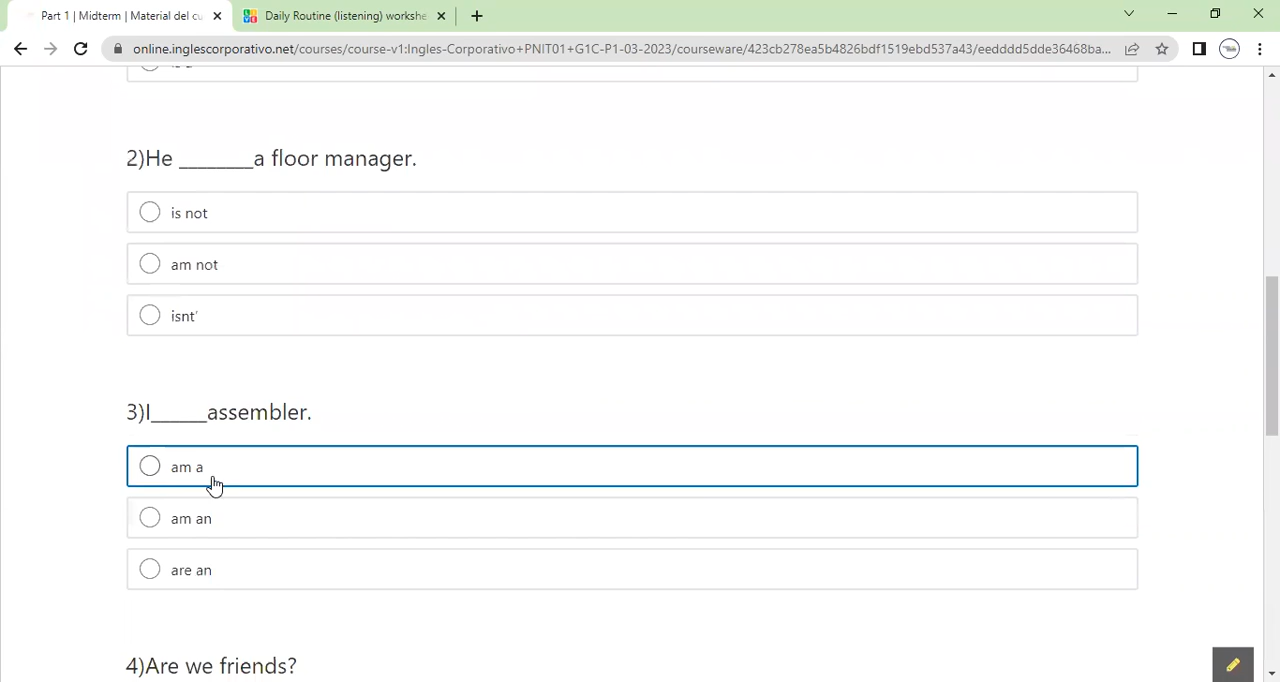 Part 1 | Midterm | Material del cu
Daily Routine (listening) workshe
online.inglescorporativo.net/courses/course-v1:Ingles-Corporativo+PNIT01+G1C-P1-03-2023/courseware/423cb278ea5b4826bdf1519ebd537a43/eedddd5dde36468ba...
2)He ________a floor manager.
is not
am not
isnt'
3)I______assembler.
am a
am an
are an
4)Are we friends?